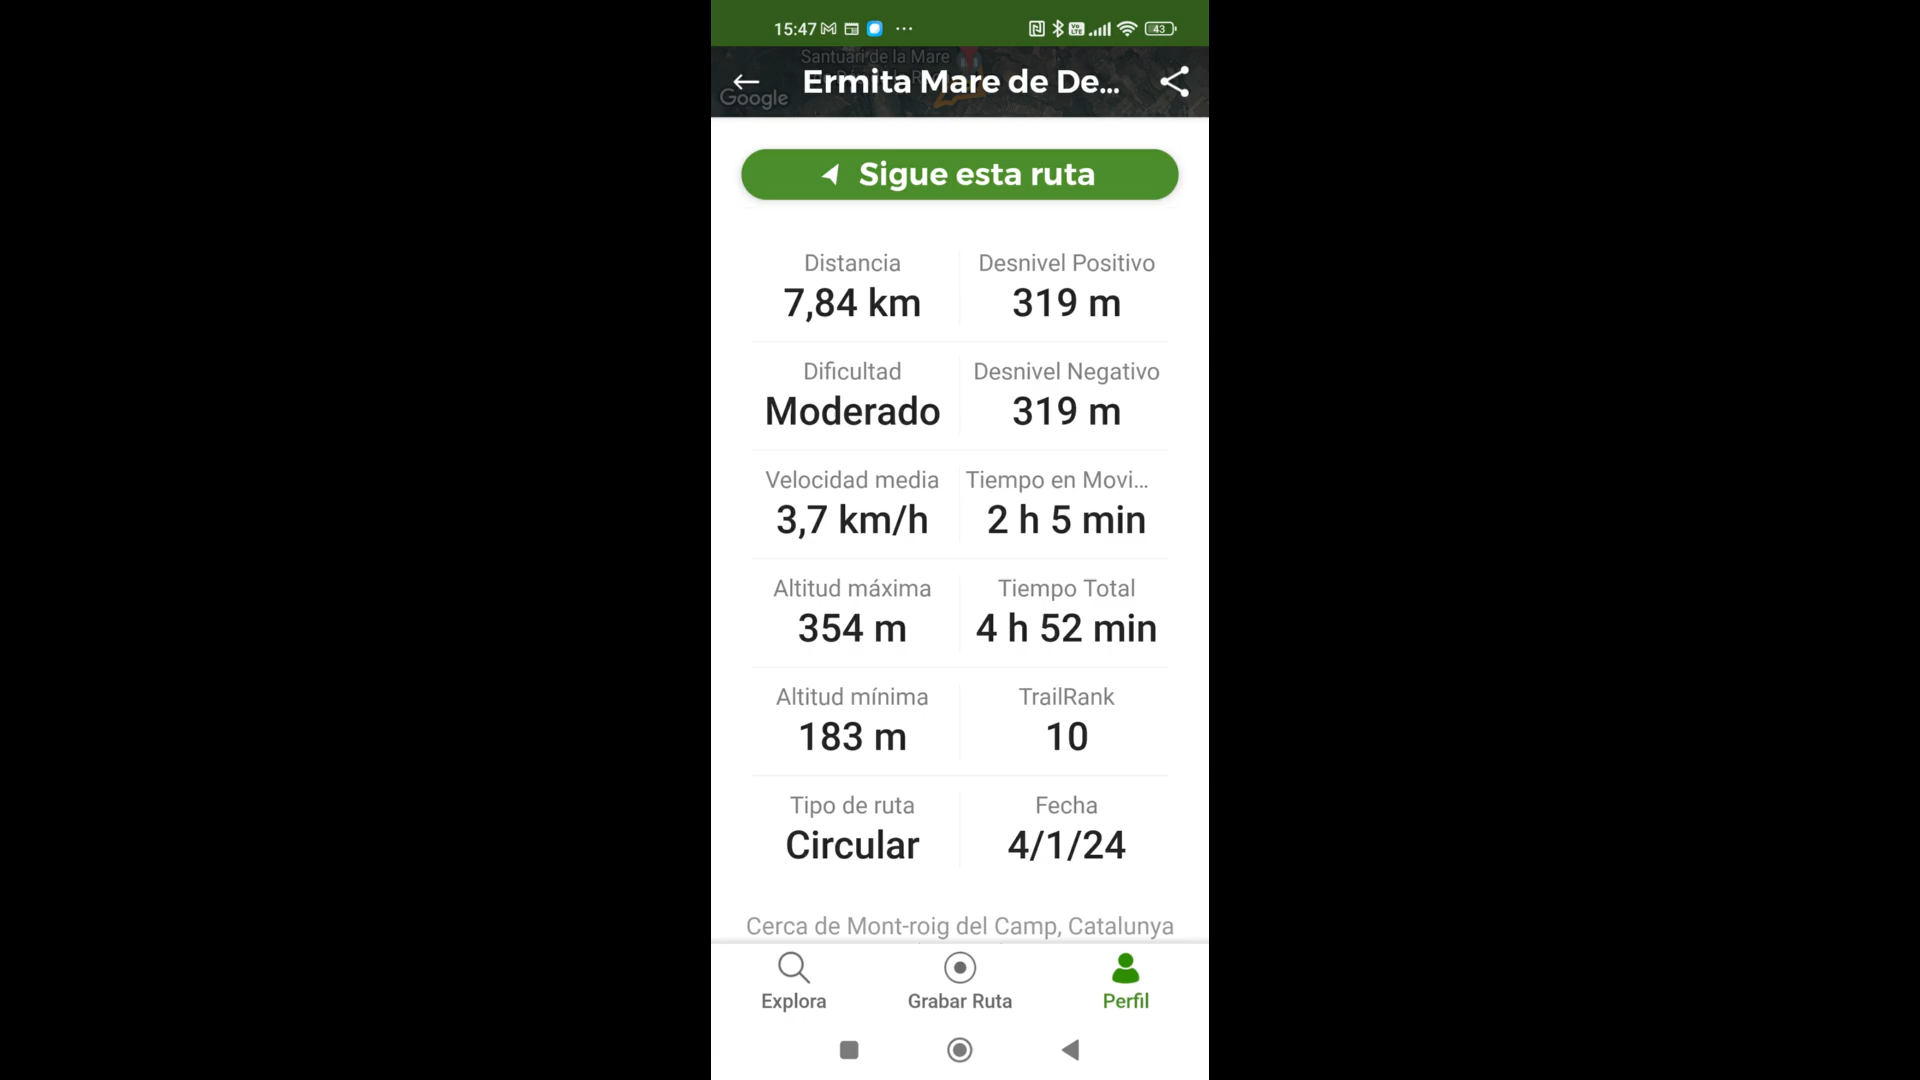 15:47
43
Santuari de la Mare
Ermita Mare de De...
Google
Sigue esta ruta
Distancia
7,84 km
Desnivel Positivo
319 m
Dificultad
Moderado
Desnivel Negativo
319 m
Velocidad media
3,7 km/h
Tiempo en Movi...
2 h 5 min
Altitud máxima
354 m
Tiempo Total
4 h 52 min
Altitud mínima
183 m
TrailRank
10
Tipo de ruta
Circular
Fecha
4/1/24
Cerca de Mont-roig del Camp, Catalunya
Explora
Grabar Ruta
Perfil